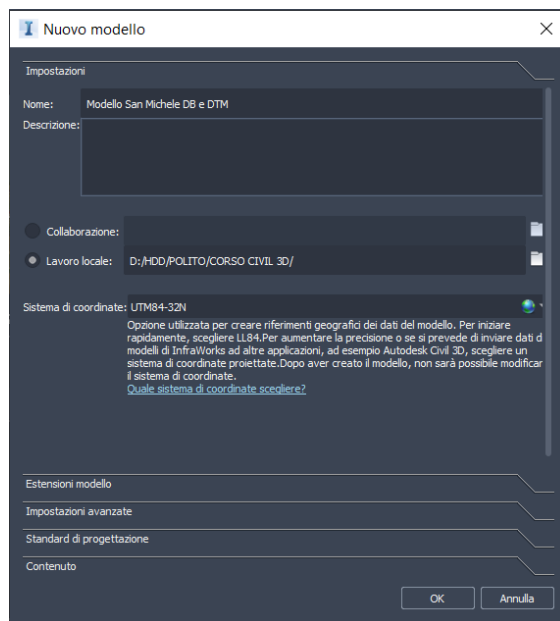 Nuovo modello
Impostazioni
Nome: Modello San Michele DB e DTM
Descrizione:
Collaborazione:
Lavoro locale: D:/HDD/POLITO/CORSO CIVIL 3D/
Sistema di coordinate: UTM84-32N
Opzione utilizzata per creare riferimenti geografici dei dati del modello. Per iniziare
rapidamente, scegliere LL84.Per aumentare la precisione o se si prevede di inviare dati d
modelli di InfraWorks ad altre applicazioni, ad esempio Autodesk Civil 3D, scegliere un
sistema di coordinate proiettate.Dopo aver creato il modello, non sarà possibile modificar
il sistema di coordinate.
Quale sistema di coordinate scegliere?
Estensioni modello
Impostazioni avanzate
Standard di progettazione
Contenuto
OK Annulla